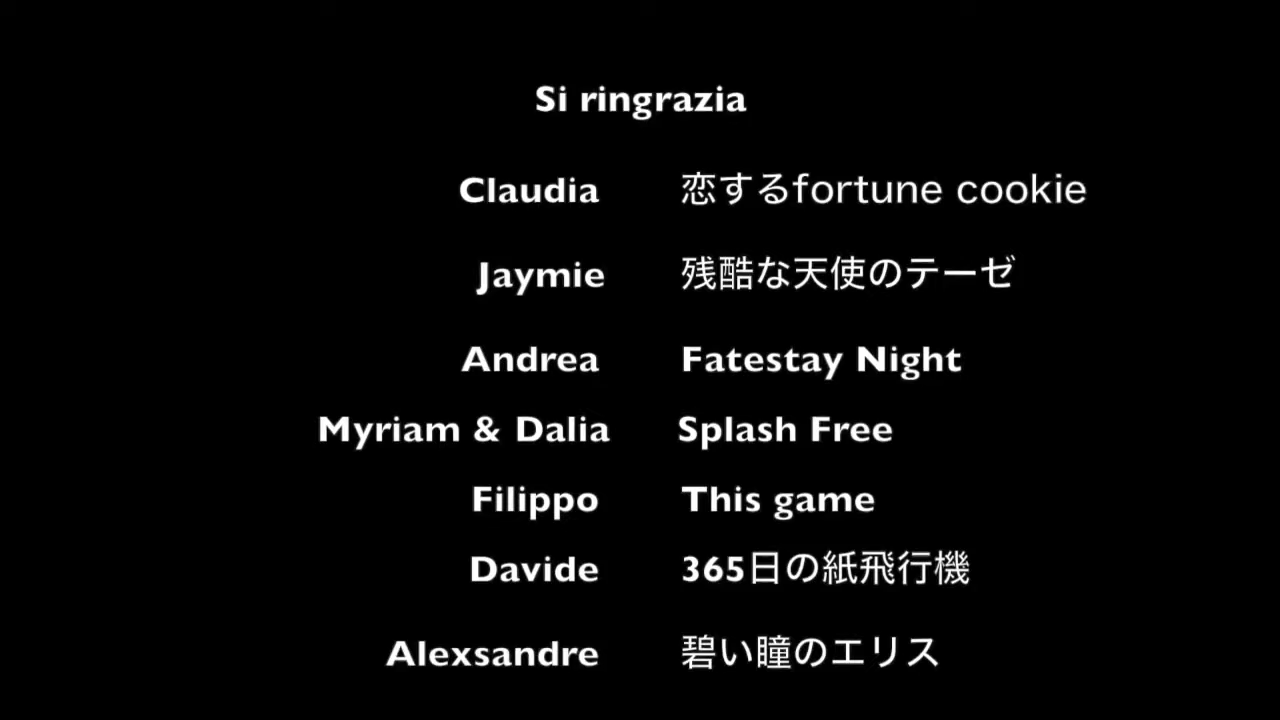 Si ringrazia
Claudia 恋するfortune cookie
Jaymie 残酷な天使のテーゼ
Andrea Fatestay Night
Myriam & Dalia Splash Free
Filippo This game
Davide 365日の紙飛行機
Alexsandre 碧い瞳のエリス